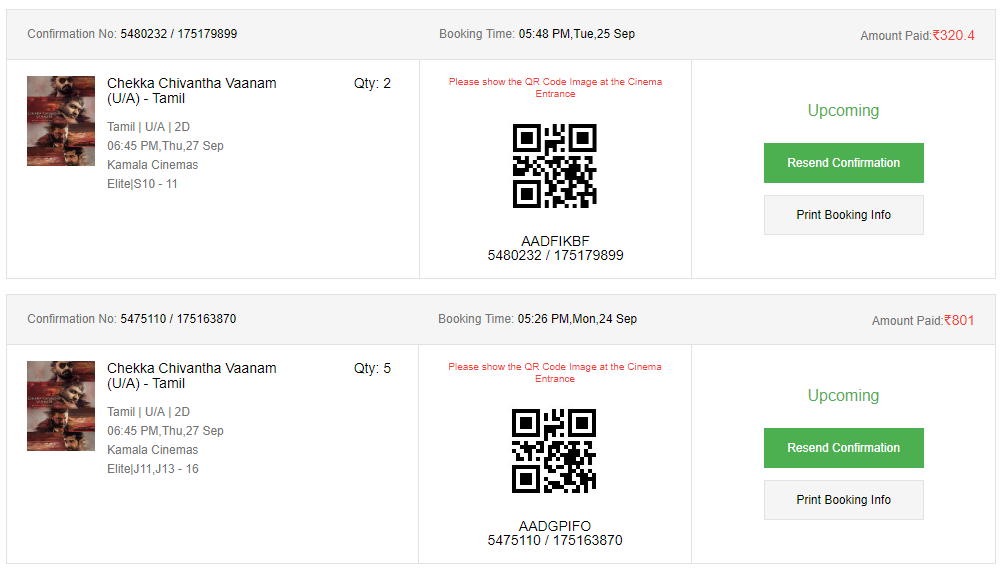 Confirmation No: 5480232 / 175179899
Booking Time: 05:48 PM,Tue,25 Sep
Amount Paid:₹320.4
Chekka Chivantha Vaanam
(U/A) - Tamil
Qty: 2
Tamil | U/A | 2D
06:45 PM,Thu,27 Sep
Kamala Cinemas
Elite|S10 - 11
Please show the QR Code Image at the Cinema
Entrance
AADFIKBF
5480232 / 175179899
Upcoming
Resend Confirmation
Print Booking Info
Confirmation No: 5475110 / 175163870
Booking Time: 05:26 PM,Mon,24 Sep
Amount Paid:₹801
Chekka Chivantha Vaanam
(U/A) - Tamil
Qty: 5
Tamil | U/A | 2D
06:45 PM,Thu,27 Sep
Kamala Cinemas
Elite|J11,J13 - 16
Please show the QR Code Image at the Cinema
Entrance
AADGPIFO
5475110 / 175163870
Upcoming
Resend Confirmation
Print Booking Info